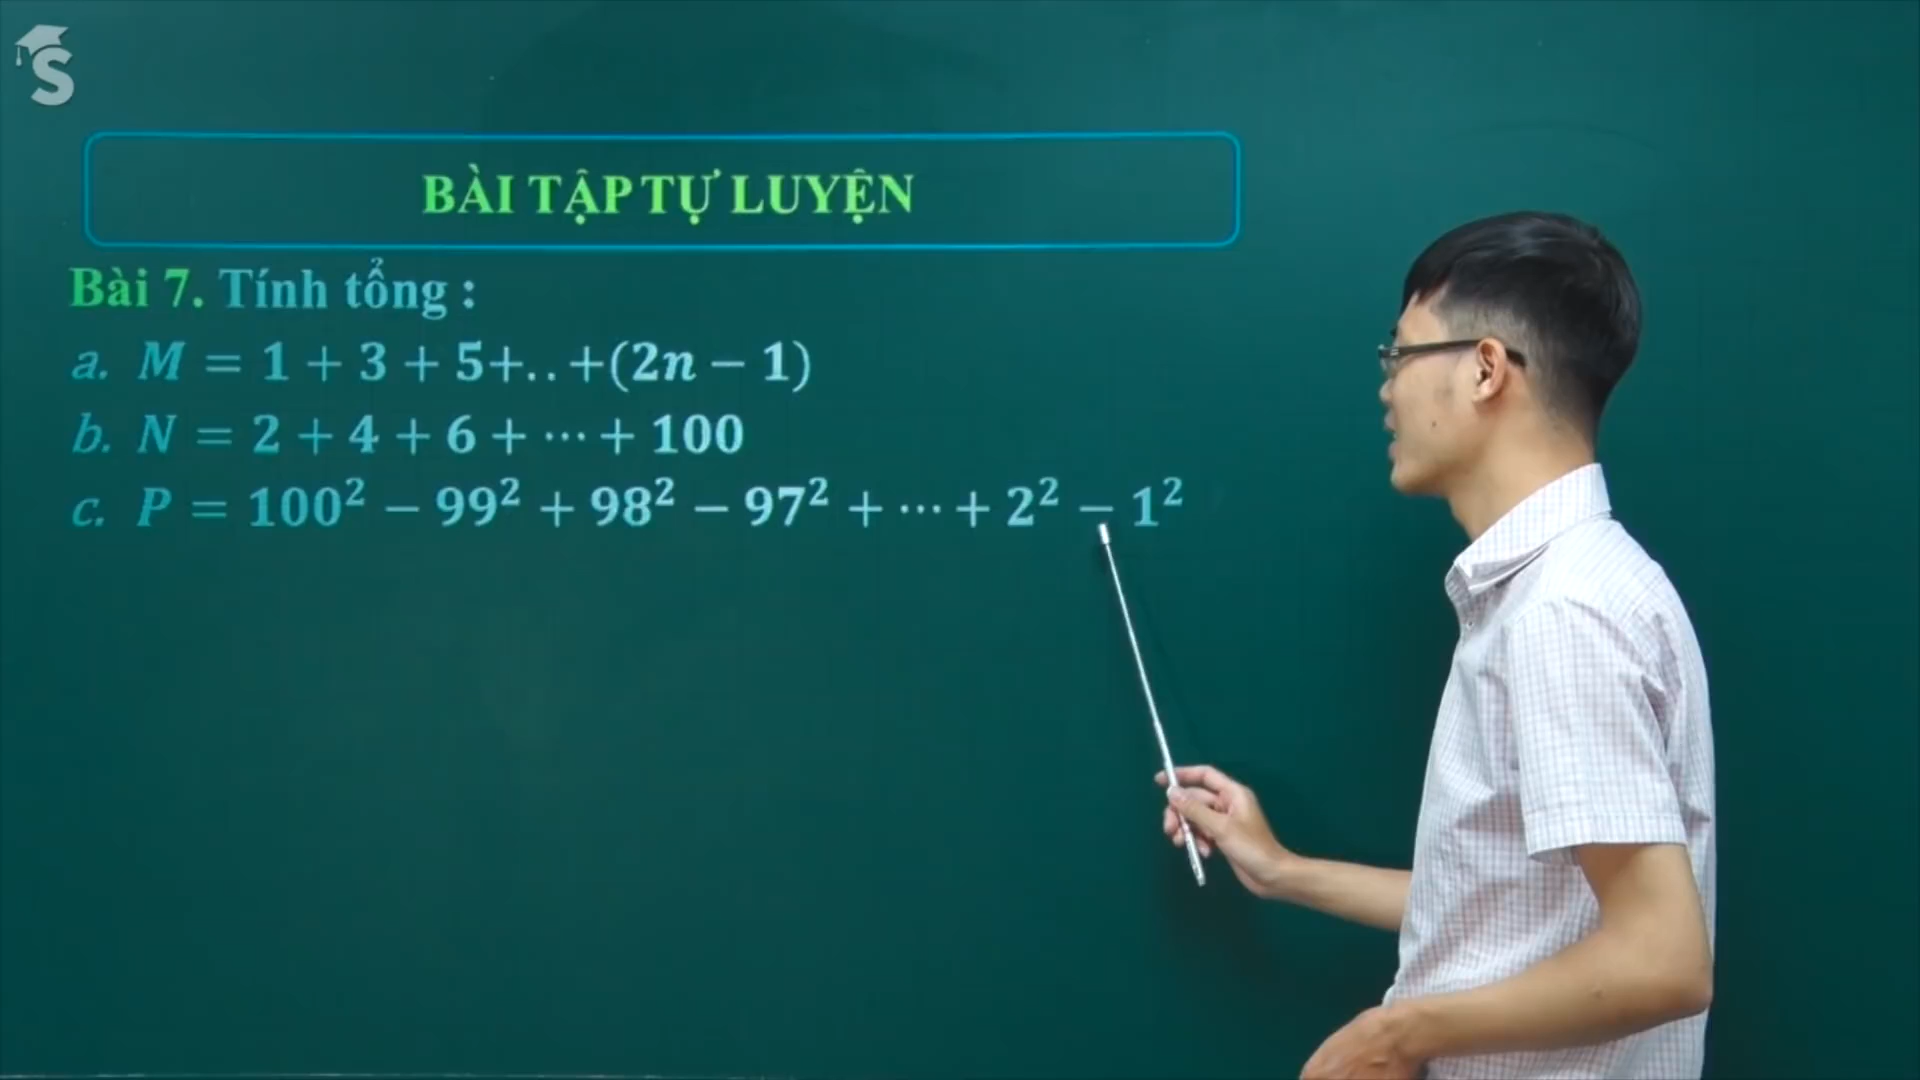 S
BÀI TẬP TỰ LUYỆN
Bài 7. Tính tổng :
a. M = 1 + 3 + 5+..+(2n − 1)
b. N = 2 + 4 + 6 + ⋯ + 100
c. P = 100² − 99² + 98² − 97² + ⋯ + 2² − 1²